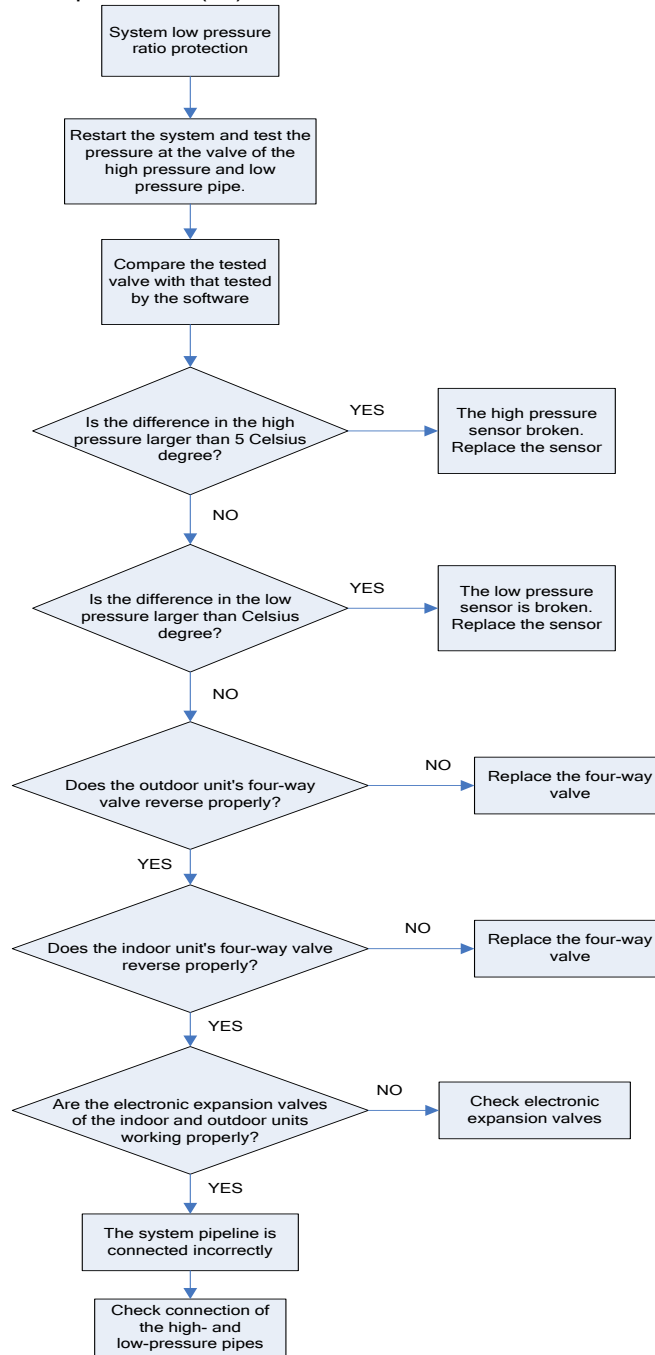 System low pressure
ratio protection
Restart the system and test the
pressure at the valve of the
high pressure and low
pressure pipe.
Compare the tested
valve with that tested
by the software
Is the difference in the high
pressure larger than 5 Celsius
degree?
YES
The high pressure
sensor broken.
Replace the sensor
NO
Is the difference in the low
pressure larger than Celsius
degree?
YES
The low pressure
sensor is broken.
Replace the sensor
NO
Does the outdoor unit's four-way
valve reverse properly?
NO
Replace the four-way
valve
YES
Does the indoor unit's four-way valve
reverse properly?
NO
Replace the four-way
valve
YES
Are the electronic expansion valves
of the indoor and outdoor units
working properly?
NO
Check electronic
expansion valves
YES
The system pipeline is
connected incorrectly
Check connection of
the high- and
low-pressure pipes